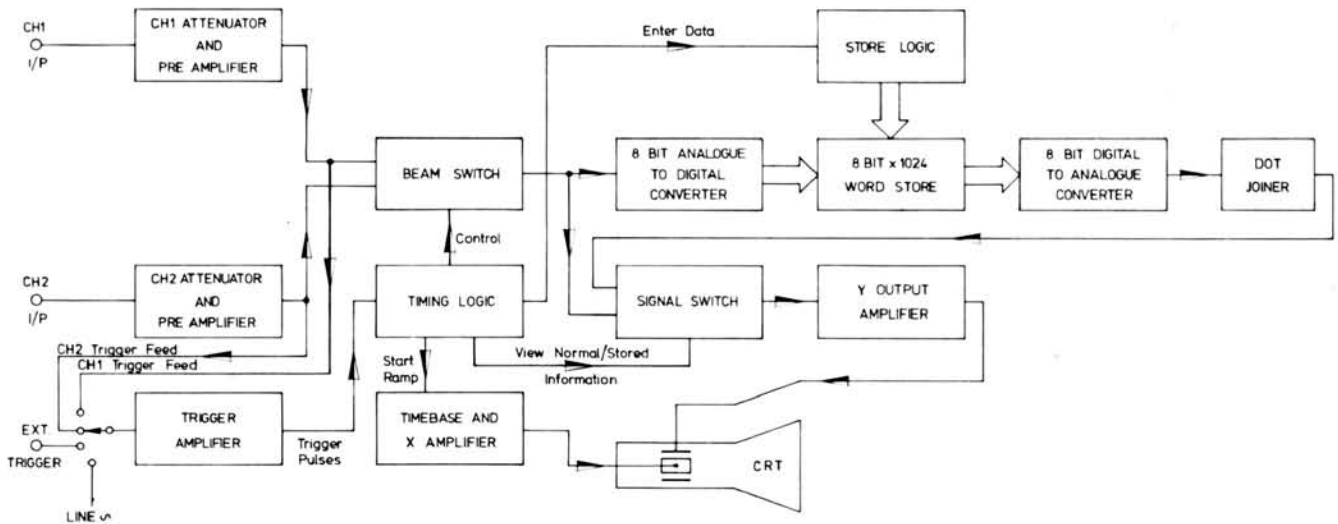 CH1
I/P
CH1 ATTENUATOR
AND
PRE AMPLIFIER
Enter Data
STORE LOGIC
BEAM SWITCH
8 BIT ANALOGUE
TO DIGITAL
CONVERTER
8 BIT x 1024
WORD STORE
8 BIT DIGITAL
TO ANALOGUE
CONVERTER
DOT
JOINER
Control
CH2
I/P
CH2 ATTENUATOR
AND
PRE AMPLIFIER
TIMING LOGIC
SIGNAL SWITCH
Y OUTPUT
AMPLIFIER
CH2 Trigger Feed
CH1 Trigger Feed
Start
Ramp
View Normal/Stored
Information
EXT.
TRIGGER
TRIGGER
AMPLIFIER
Trigger
Pulses
TIMEBASE AND
X AMPLIFIER
CRT
LINE ∿